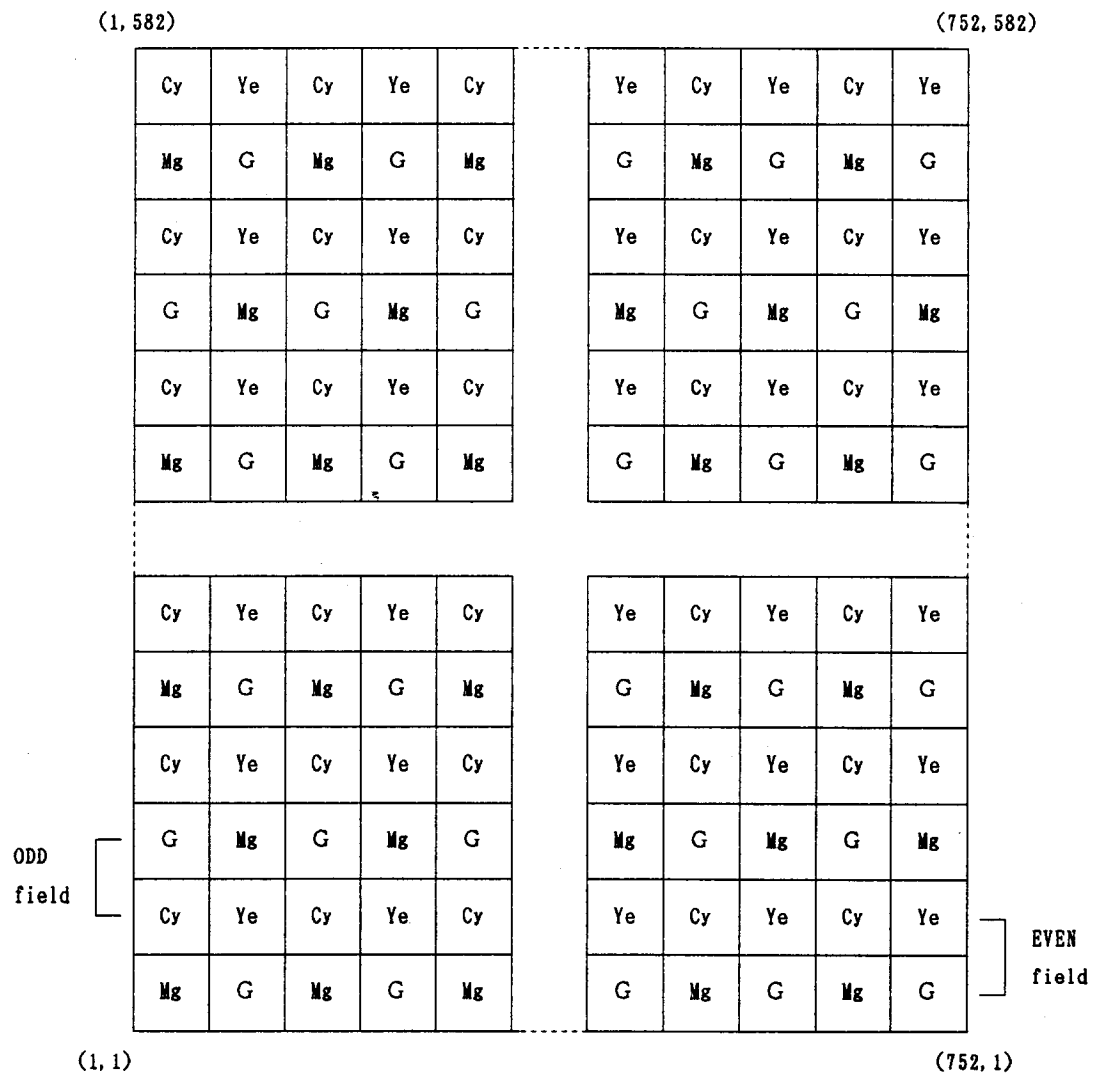 (1,582) (752,582)
Cy Ye Cy Ye Cy Ye Cy Ye Cy Ye
Mg G Mg G Mg G Mg G Mg G
Cy Ye Cy Ye Cy Ye Cy Ye Cy Ye
G Mg G Mg G Mg G Mg G Mg
Cy Ye Cy Ye Cy Ye Cy Ye Cy Ye
Mg G Mg G Mg G Mg G Mg G
Cy Ye Cy Ye Cy Ye Cy Ye Cy Ye
Mg G Mg G Mg G Mg G Mg G
Cy Ye Cy Ye Cy Ye Cy Ye Cy Ye
G Mg G Mg G Mg G Mg G Mg
ODD
field
Cy Ye Cy Ye Cy Ye Cy Ye Cy Ye
EVEN
field
Mg G Mg G Mg G Mg G Mg G
(1,1) (752,1)